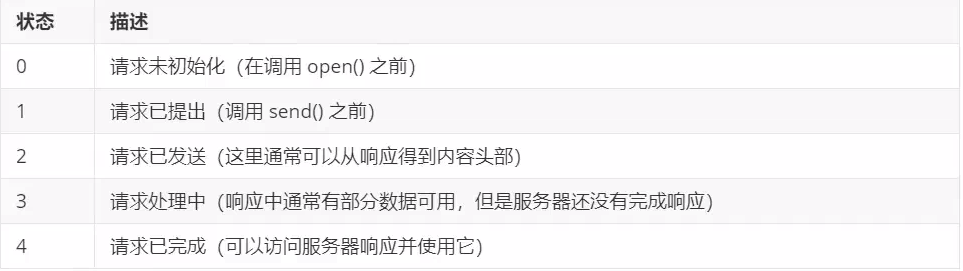 状态 描述
0 请求未初始化（在调用 open() 之前）
1 请求已提出（调用 send() 之前）
2 请求已发送（这里通常可以从响应得到内容头部）
3 请求处理中（响应中通常有部分数据可用，但是服务器还没有完成响应）
4 请求已完成（可以访问服务器响应并使用它）